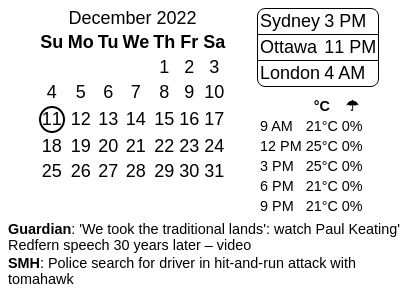 December 2022
Su Mo Tu We Th Fr Sa
1 2 3
4 5 6 7 8 9 10
11 12 13 14 15 16 17
18 19 20 21 22 23 24
25 26 27 28 29 30 31
Sydney 3 PM
Ottawa 11 PM
London 4 AM
°C ☂
9 AM 21°C 0%
12 PM 25°C 0%
3 PM 25°C 0%
6 PM 21°C 0%
9 PM 21°C 0%
Guardian: 'We took the traditional lands': watch Paul Keating'
Redfern speech 30 years later – video
SMH: Police search for driver in hit-and-run attack with
tomahawk